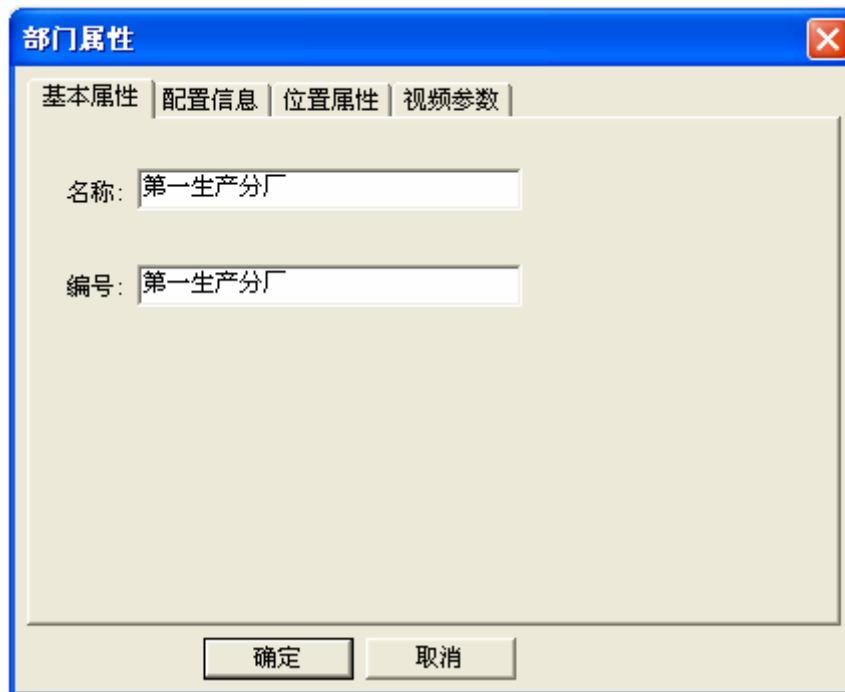 部门属性
基本属性 配置信息 位置属性 视频参数
名称: 第一生产分厂
编号: 第一生产分厂
确定 取消